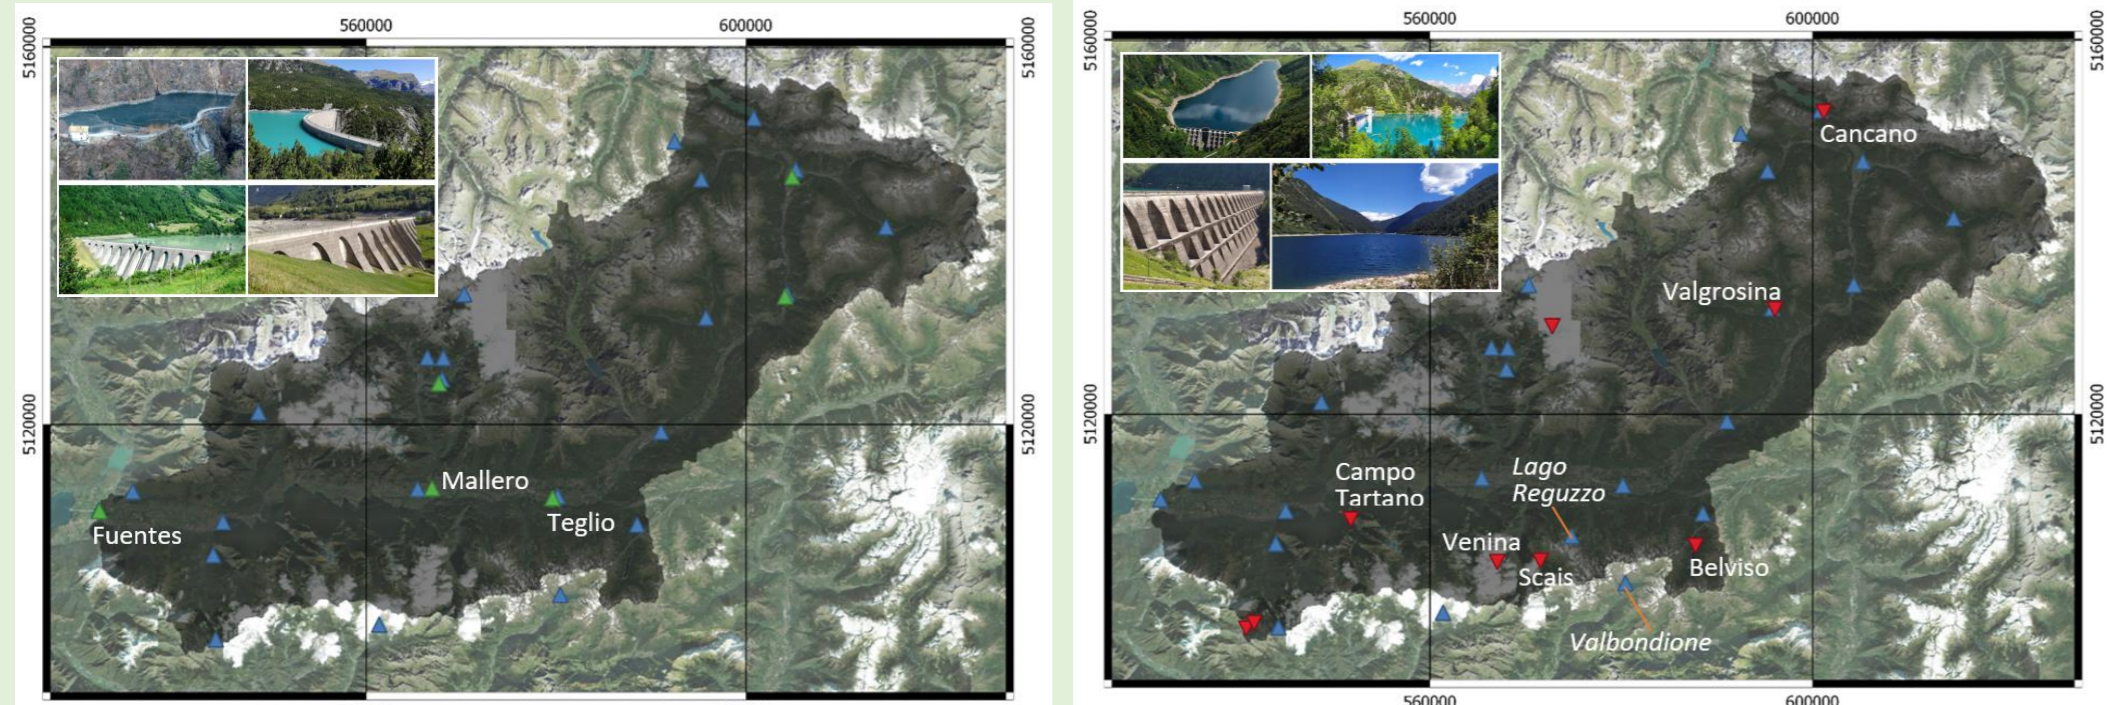 560000
600000
5160000
5160000
5120000
5120000
Mallero
Teglio
Fuentes
560000
600000
5160000
5160000
Cancano
Valgrosina
5120000
5120000
Campo
Tartano
Lago
Reguzzo
Venina
Scais
Belviso
Valbondione
560000
600000